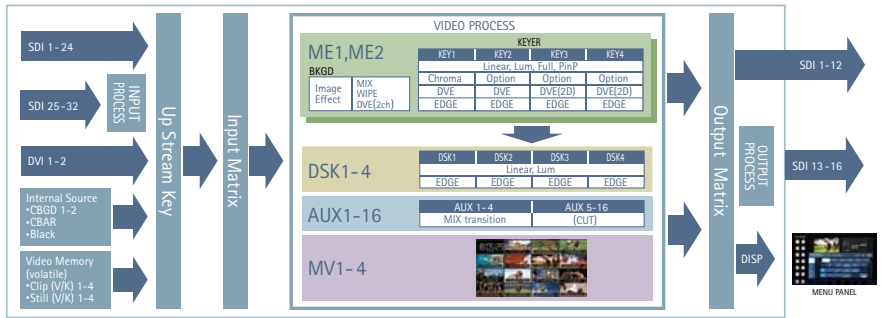 SDI 1-24
SDI 25-32
INPUT
PROCESS
DVI 1-2
Internal Source
•CBGD 1-2
•CBAR
•Black
Video Memory
(volatile)
•Clip (V/K) 1-4
•Still (V/K) 1-4
Up Stream Key
Input Matrix
VIDEO PROCESS
ME1,ME2
BKGD
Image
Effect
MIX
WIPE
DVE(2ch)
KEYER
KEY1 KEY2 KEY3 KEY4
Linear, Lum, Full, PinP
Chroma Option Option Option
DVE DVE DVE(2D) DVE(2D)
EDGE EDGE EDGE EDGE
DSK1-4
DSK1 DSK2 DSK3 DSK4
Linear, Lum
EDGE EDGE EDGE EDGE
AUX1-16
AUX 1-4 AUX 5-16
MIX transition (CUT)
MV1-4
Output Matrix
SDI 1-12
OUTPUT
PROCESS
SDI 13-16
DISP
MENU PANEL